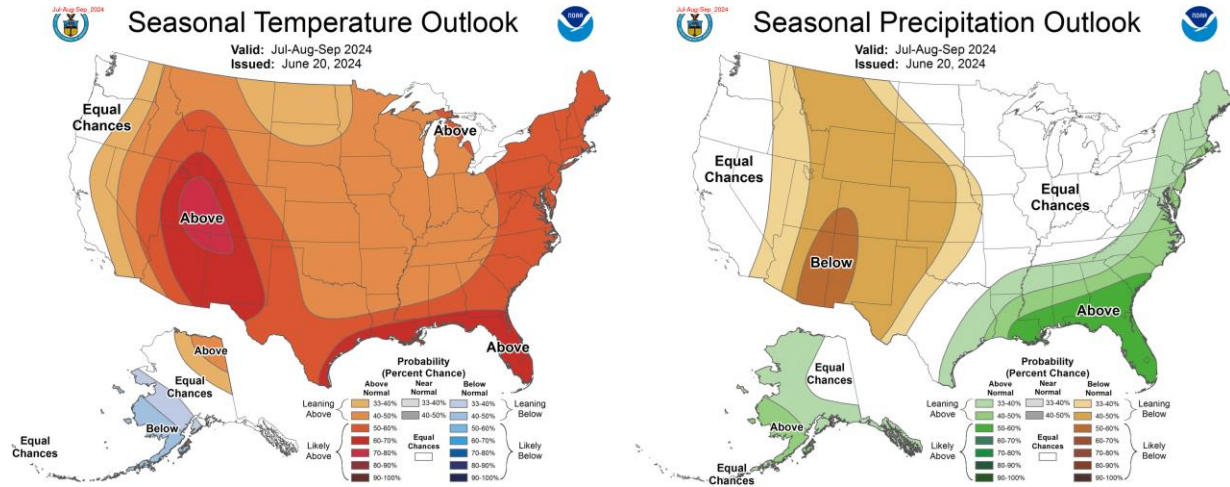 Jul-Aug-Sep 2024
Seasonal Temperature Outlook
NOAA
Valid: Jul-Aug-Sep 2024
Issued: June 20, 2024
Equal
Chances
Above
Above
Above
Above
Equal
Chances
Below
Equal
Chances
Probability
(Percent Chance)
Above
Normal
Near
Normal
Below
Normal
Leaning
Above
33-40%
33-40%
33-40%
Leaning
Below
40-50%
40-50%
40-50%
Likely
Above
50-60%
50-60%
Likely
Below
60-70%
Equal
Chances
60-70%
70-80%
70-80%
80-90%
80-90%
90-100%
90-100%
Jul-Aug-Sep 2024
Seasonal Precipitation Outlook
NOAA
Valid: Jul-Aug-Sep 2024
Issued: June 20, 2024
Equal
Chances
Equal
Chances
Below
Above
Equal
Chances
Above
Equal
Chances
Probability
(Percent Chance)
Above
Normal
Near
Normal
Below
Normal
Leaning
Above
33-40%
33-40%
33-40%
Leaning
Below
40-50%
40-50%
40-50%
Likely
Above
50-60%
50-60%
Likely
Below
60-70%
Equal
Chances
60-70%
70-80%
70-80%
80-90%
80-90%
90-100%
90-100%